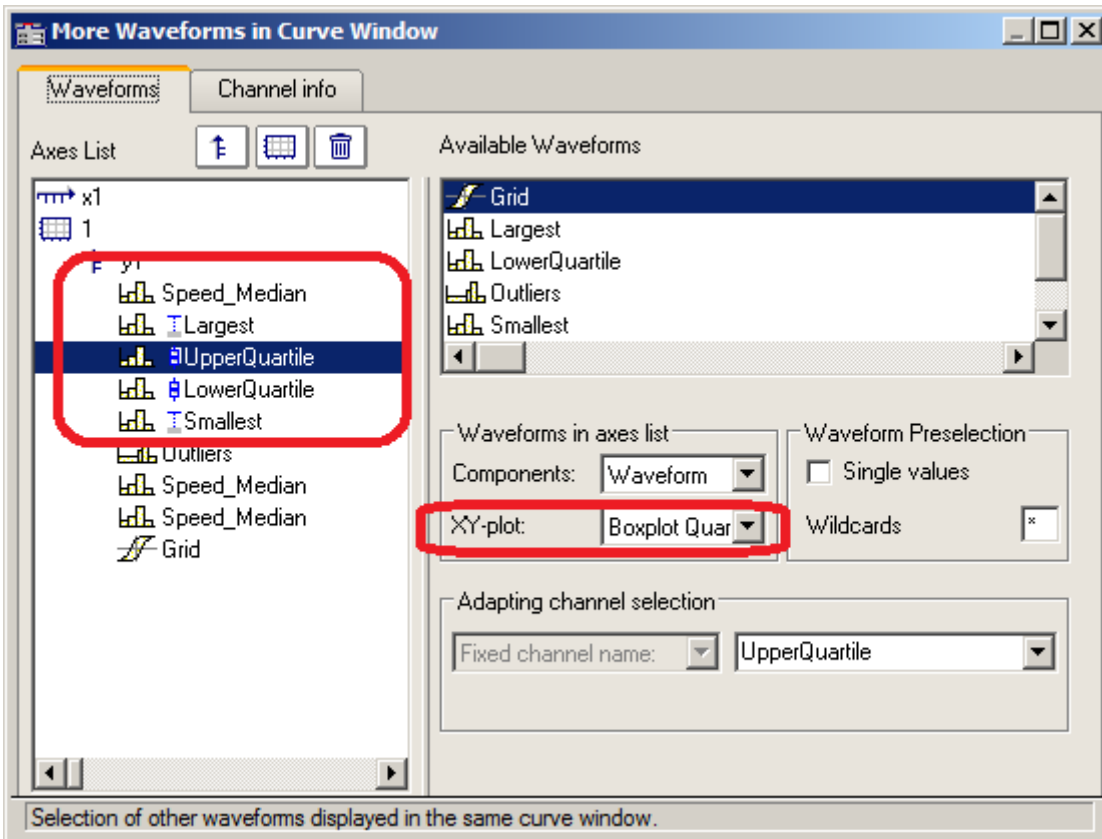 More Waveforms in Curve Window
Waveforms
Channel info
Axes List
x1
1
y1
Speed_Median
Largest
UpperQuartile
LowerQuartile
Smallest
Outliers
Speed_Median
Speed_Median
Grid
Available Waveforms
Grid
Largest
LowerQuartile
Outliers
Smallest
Waveforms in axes list
Components: Waveform
XY-plot: Boxplot Quar
Waveform Preselection
Single values
Wildcards *
Adapting channel selection
Fixed channel name: UpperQuartile
Selection of other waveforms displayed in the same curve window.